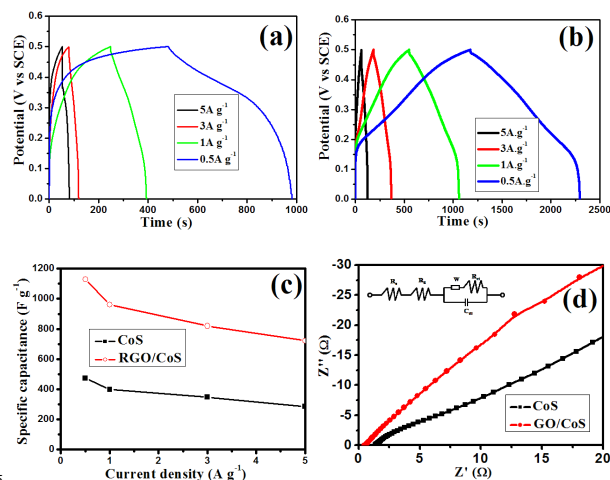 (a)
Potential (V vs SCE)
0.6
0.5
0.4
0.3
0.2
0.1
0.0
5A g⁻¹
3A g⁻¹
1A g⁻¹
0.5A g⁻¹
0 200 400 600 800 1000
Time (s)
(b)
Potential (V vs SCE)
0.6
0.5
0.4
0.3
0.2
0.1
0.0
5A.g⁻¹
3A.g⁻¹
1A.g⁻¹
0.5A.g⁻¹
0 500 1000 1500 2000 2500
Time (s)
(c)
Specific capacitance (F g⁻¹)
1400
1200
1000
800
600
400
200
0
CoS
RGO/CoS
0 1 2 3 4 5
Current density (A g⁻¹)
(d)
Z'' (Ω)
-30
-25
-20
-15
-10
-5
0
W
CoS
GO/CoS
0 5 10 15 20
Z' (Ω)